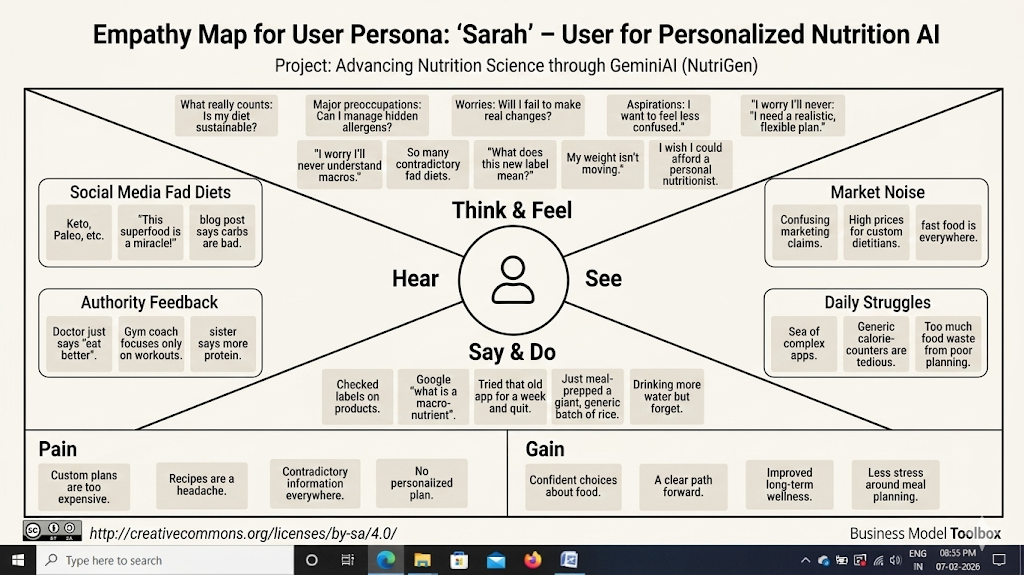 Empathy Map for User Persona: ‘Sarah’ – User for Personalized Nutrition AI
Project: Advancing Nutrition Science through GeminiAI (NutriGen)
What really counts:
Is my diet
sustainable?
Major preoccupations:
Can I manage hidden
allergens?
Worries: Will I fail to make
real changes?
Aspirations: I
want to feel less
confused."
"I worry I'll never:
"I need a realistic,
flexible plan."
"I worry I'll
never understand
macros."
So many
contradictory
fad diets.
"What does
this new label
mean?"
My weight isn't
moving."
I wish I could
afford a
personal
nutritionist.
Think & Feel
Social Media Fad Diets
Keto,
Paleo, etc.
"This
superfood is
a miracle!"
blog post
says carbs
are bad.
Authority Feedback
Doctor just
says "eat
better".
Gym coach
focuses only
on workouts.
sister
says more
protein.
Hear
See
Market Noise
Confusing
marketing
claims.
High prices
for custom
dietitians.
fast food is
everywhere.
Daily Struggles
Sea of
complex
apps.
Generic
calorie-
counters are
tedious.
Too much
food waste
from poor
planning.
Say & Do
Checked
labels on
products.
Google
"what is a
macro-
nutrient".
Tried that old
app for a week
and quit.
Just meal-
prepped a
giant, generic
batch of rice.
Drinking more
water but
forget.
Pain
Custom plans
are too
expensive.
Recipes are a
headache.
Contradictory
information
everywhere.
No
personalized
plan.
Gain
Confident choices
about food.
A clear path
forward.
Improved
long-term
wellness.
Less stress
around meal
planning.
cc
BY SA
http://creativecommons.org/licenses/by-sa/4.0/
Business Model Toolbox
Type here to search
ENG
IN
08:55 PM
07-02-2026